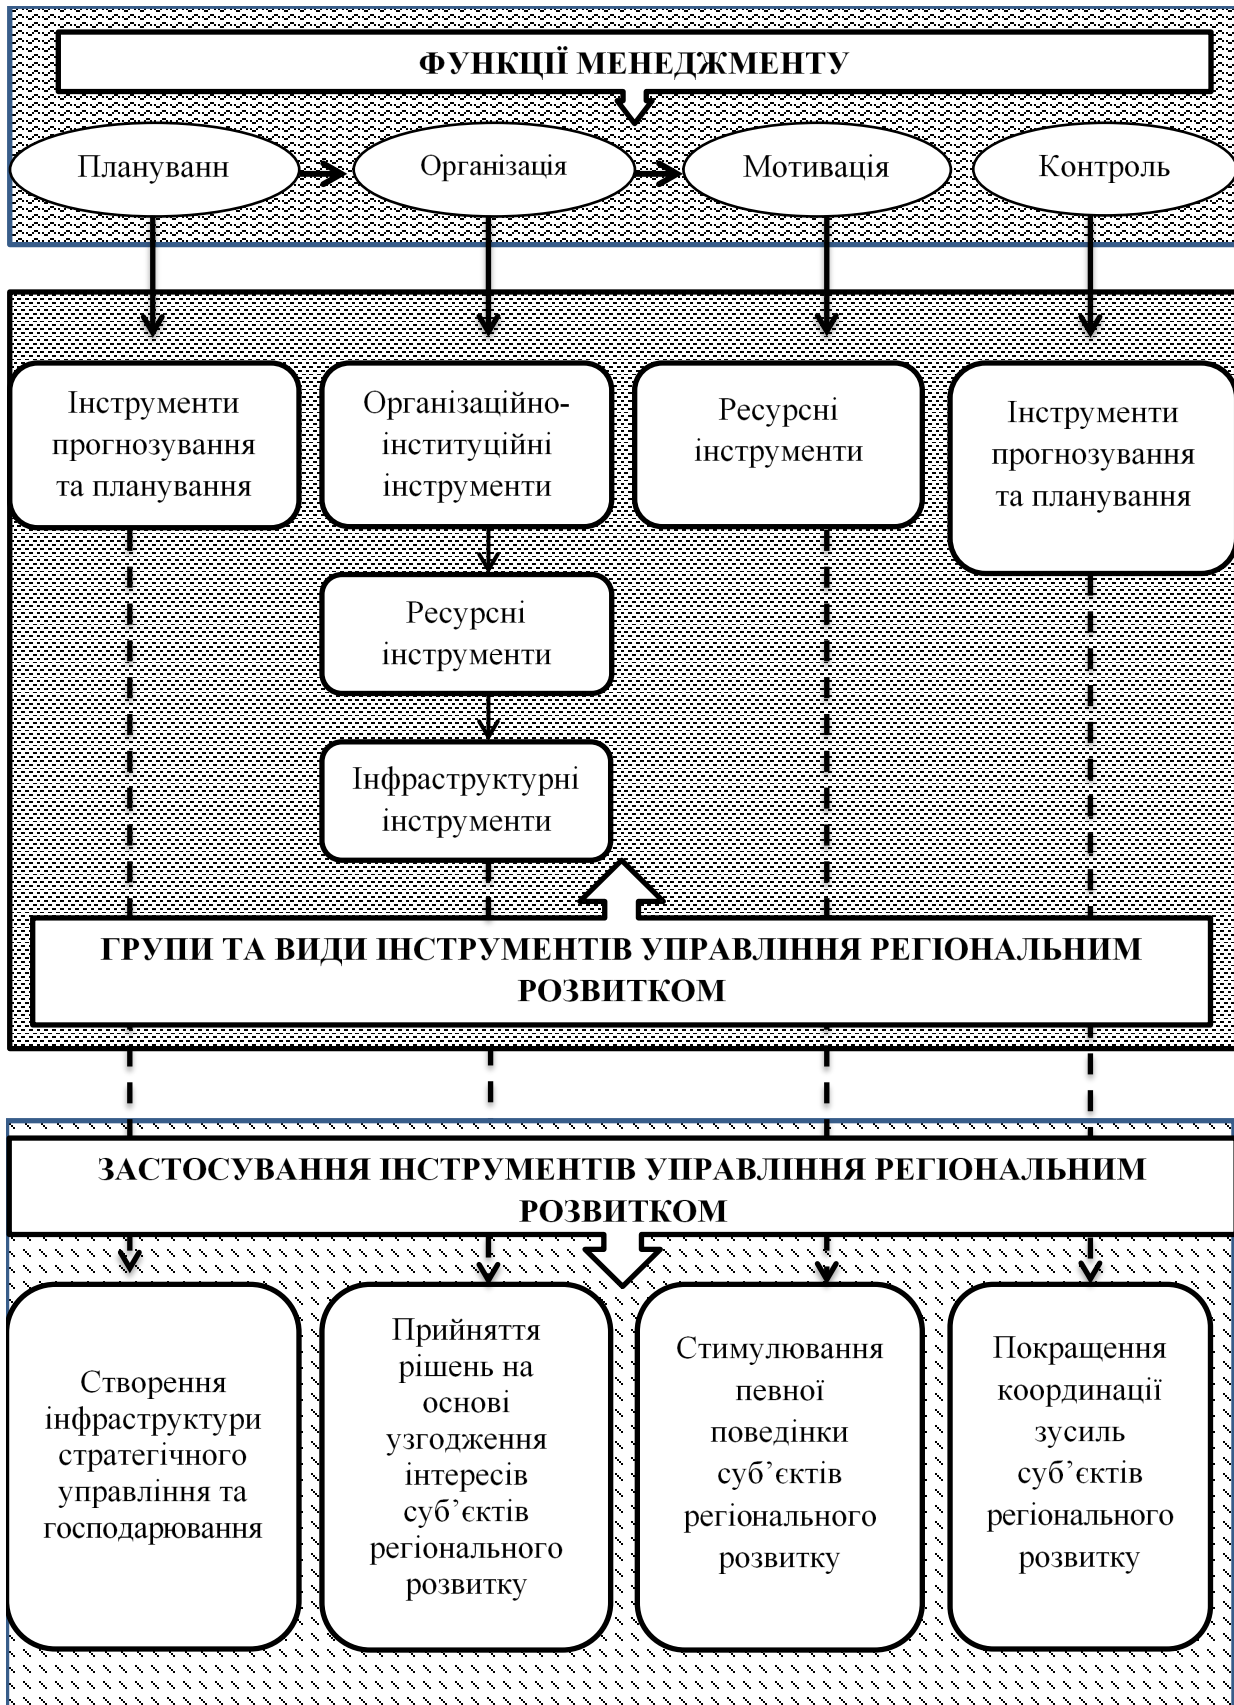 ФУНКЦІЇ МЕНЕДЖМЕНТУ
Плануванн
Організація
Мотивація
Контроль
Інструменти
прогнозування
та планування
Організаційно-
інституційні
інструменти
Ресурсні
інструменти
Інструменти
прогнозування
та планування
Ресурсні
інструменти
Інфраструктурні
інструменти
ГРУПИ ТА ВИДИ ІНСТРУМЕНТІВ УПРАВЛІННЯ РЕГІОНАЛЬНИМ
РОЗВИТКОМ
ЗАСТОСУВАННЯ ІНСТРУМЕНТІВ УПРАВЛІННЯ РЕГІОНАЛЬНИМ
РОЗВИТКОМ
Створення
інфраструктури
стратегічного
управління та
господарювання
Прийняття
рішень на
основі
узгодження
інтересів
суб’єктів
регіонального
розвитку
Стимулювання
певної
поведінки
суб’єктів
регіонального
розвитку
Покращення
координації
зусиль
суб’єктів
регіонального
розвитку